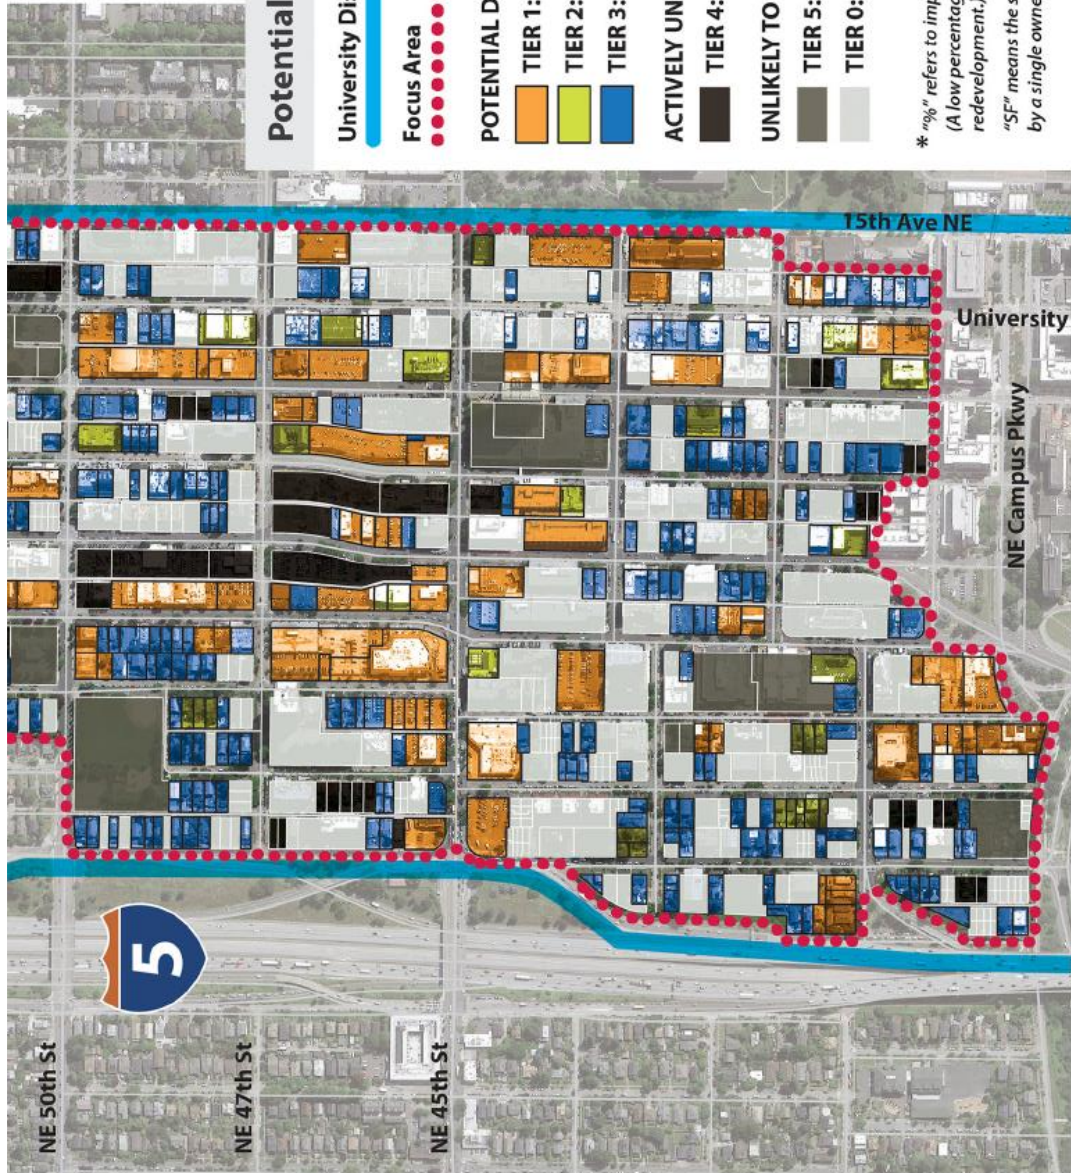 Potential
University Dis
Focus Area
POTENTIAL D
TIER 1:
TIER 2:
TIER 3:
ACTIVELY UN
TIER 4:
UNLIKELY TO
TIER 5:
TIER 0:
* "%" refers to imp
(A low percentag
redevelopment.)
"SF" means the s
by a single owne
15th Ave NE
University
NE Campus Pkwy
5
NE 50th St
NE 47th St
NE 45th St